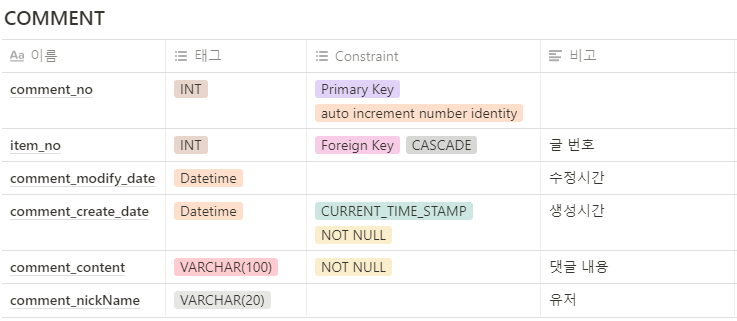 COMMENT
Aa 이름 태그 Constraint 비고
comment_no INT Primary Key
auto increment number identity
item_no INT Foreign Key CASCADE 글 번호
comment_modify_date Datetime 수정시간
comment_create_date Datetime CURRENT_TIME_STAMP 생성시간
NOT NULL
comment_content VARCHAR(100) NOT NULL 댓글 내용
comment_nickName VARCHAR(20) 유저